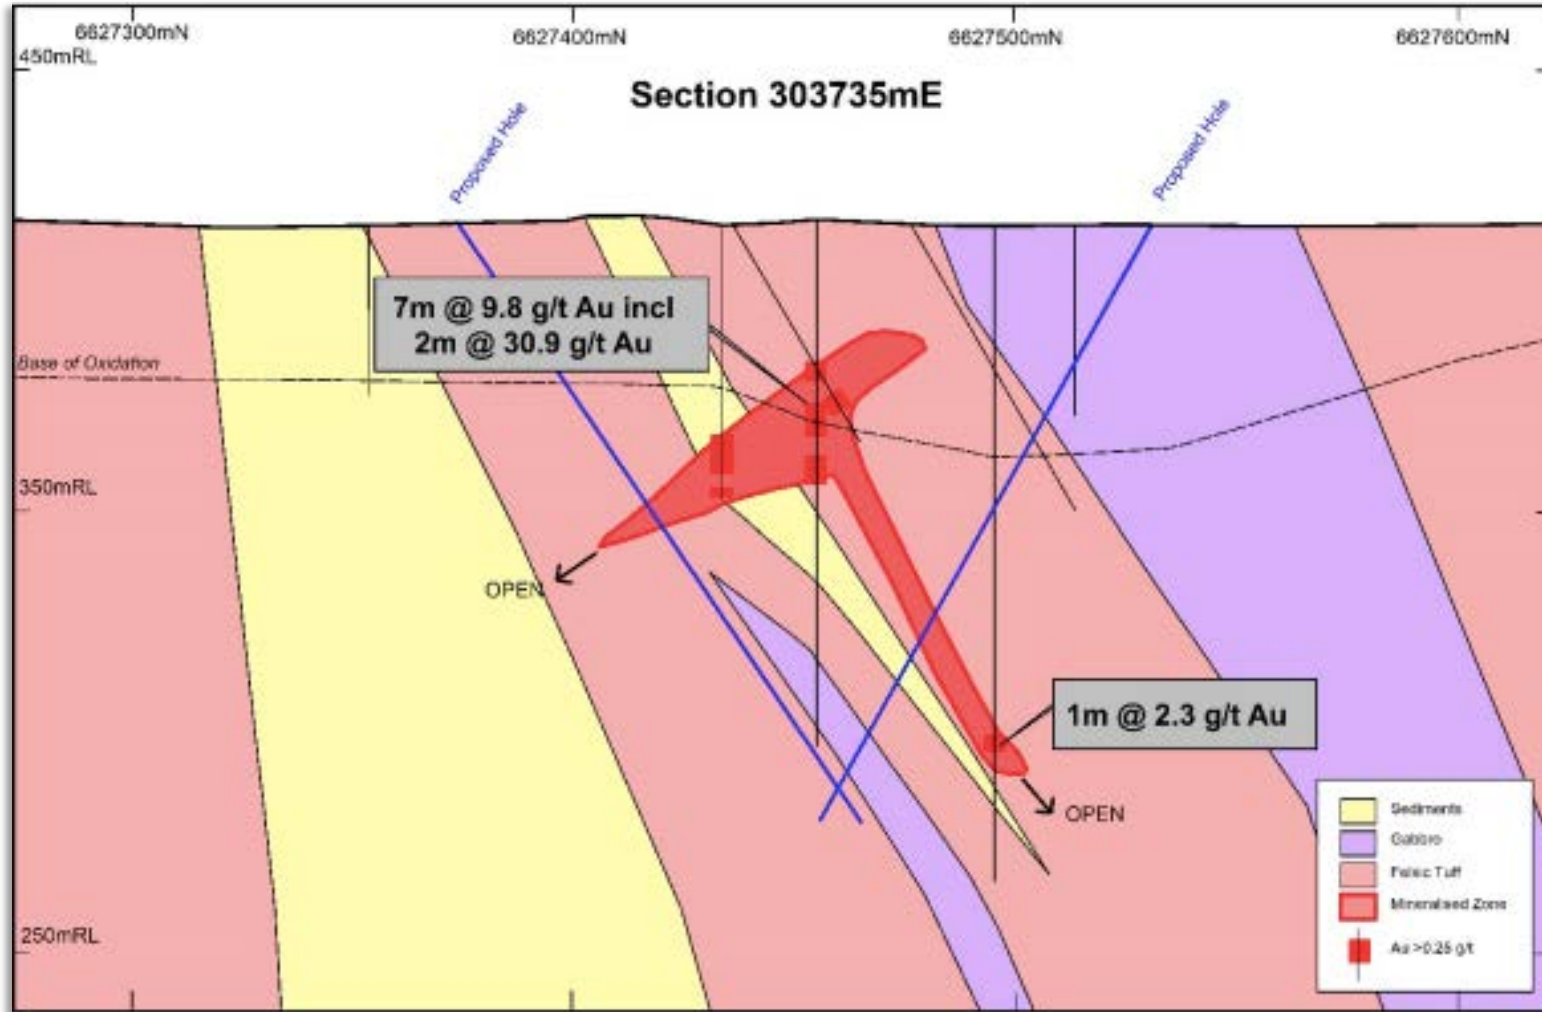 6627300mN
6627400mN
6627500mN
6627600mN
450mRL
Section 303735mE
Proposed Hole
Proposed Hole
7m @ 9.8 g/t Au incl
2m @ 30.9 g/t Au
Base of Oxidation
350mRL
OPEN
1m @ 2.3 g/t Au
OPEN
250mRL
Sediments
Gabbro
Felsic Tuff
Mineralised Zone
Au >0.25 g/t